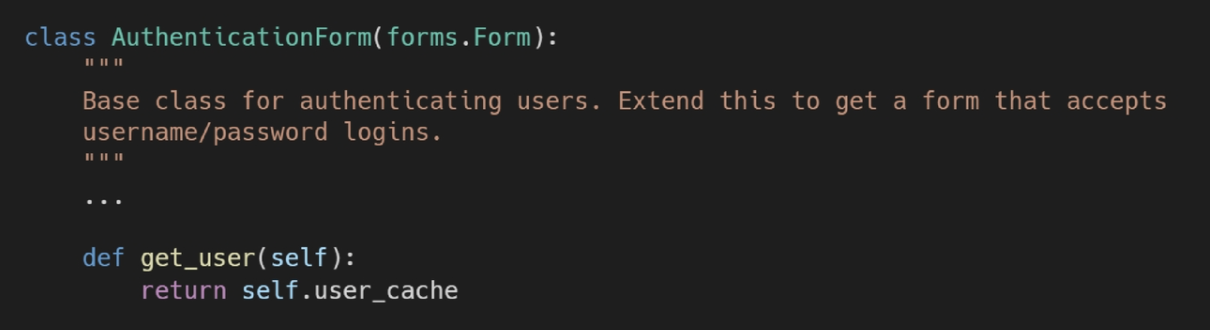 class AuthenticationForm(forms.Form):
    """
    Base class for authenticating users. Extend this to get a form that accepts
    username/password logins.
    """
    ...

    def get_user(self):
        return self.user_cache